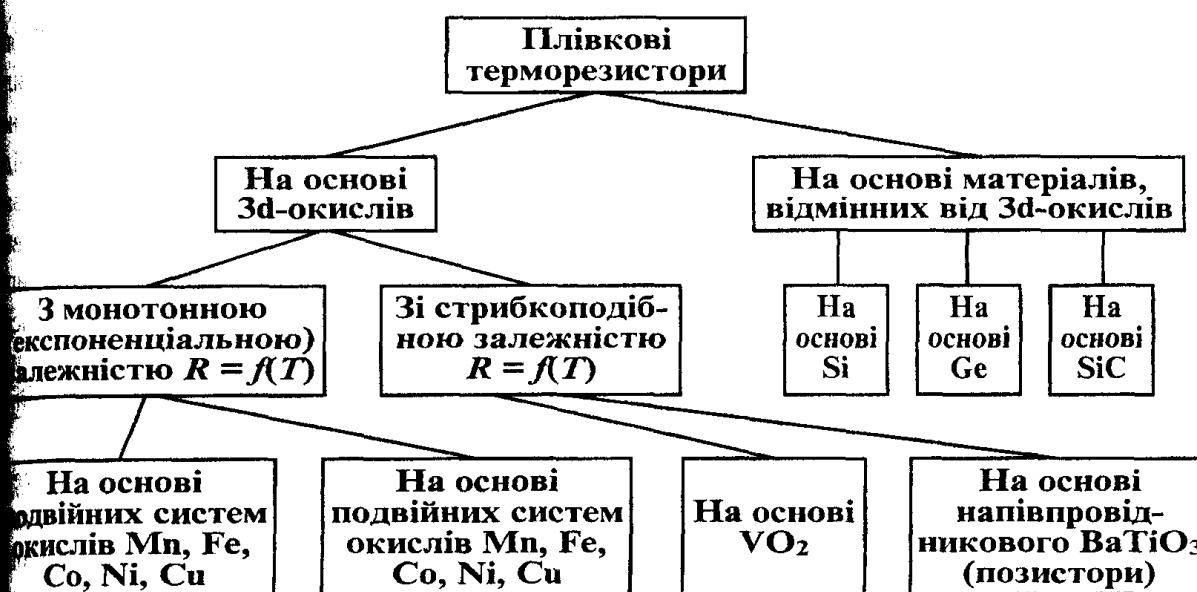 Плівкові
терморезистори
На основі
3d-окислів
На основі матеріалів,
відмінних від 3d-окислів
З монотонною
експоненціальною)
алежністю R = f(T)
Зі стрибкоподіб-
ною залежністю
R = f(T)
На
основі
Si
На
основі
Ge
На
основі
SiC
На основі
одвійних систем
окислів Mn, Fe,
Co, Ni, Cu
На основі
подвійних систем
окислів Mn, Fe,
Co, Ni, Cu
На основі
VO₂
На основі
напівпровід-
никового BaTiO₃
(позистори)